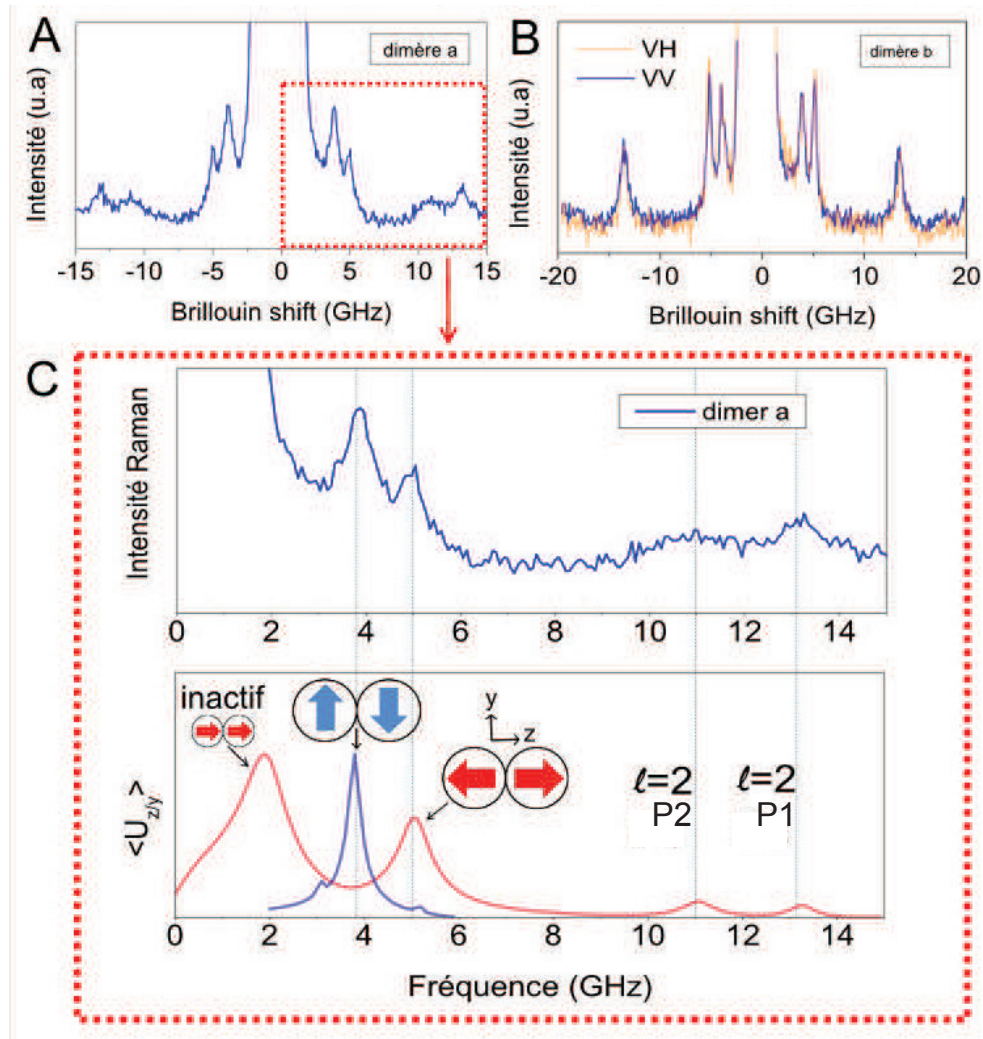 A
dimère a
Intensité (u.a)
-15 -10 -5 0 5 10 15
Brillouin shift (GHz)
B
VH
VV
dimère b
Intensité (u.a)
-20 -10 0 10 20
Brillouin shift (GHz)
C
dimer a
Intensité Raman
0 2 4 6 8 10 12 14
inactif
y
z
ℓ=2
P2
ℓ=2
P1
<U z/y >
0 2 4 6 8 10 12 14
Fréquence (GHz)